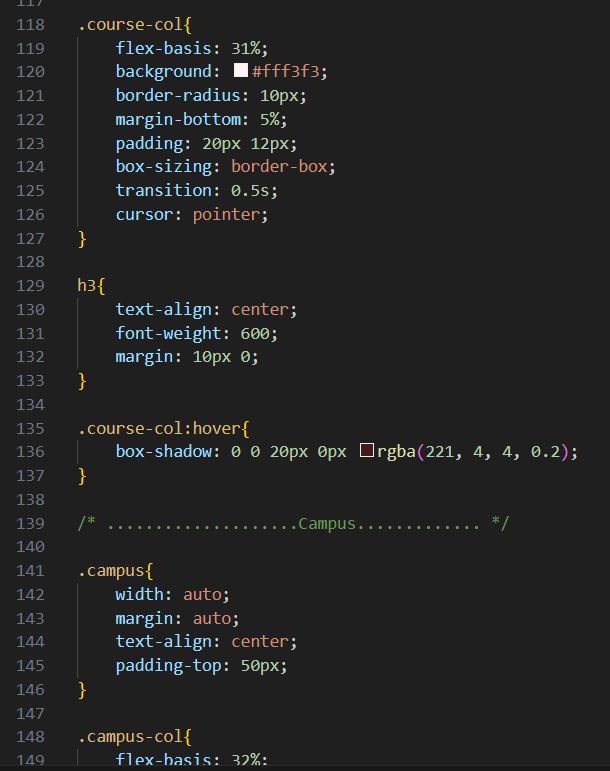 117
118 .course-col{
119 flex-basis: 31%;
120 background: #fff3f3;
121 border-radius: 10px;
122 margin-bottom: 5%;
123 padding: 20px 12px;
124 box-sizing: border-box;
125 transition: 0.5s;
126 cursor: pointer;
127 }
128
129 h3{
130 text-align: center;
131 font-weight: 600;
132 margin: 10px 0;
133 }
134
135 .course-col:hover{
136 box-shadow: 0 0 20px 0px rgba(221, 4, 4, 0.2);
137 }
138
139 /* ....................Campus............. */
140
141 .campus{
142 width: auto;
143 margin: auto;
144 text-align: center;
145 padding-top: 50px;
146 }
147
148 .campus-col{
149 flex-basis: 32%;